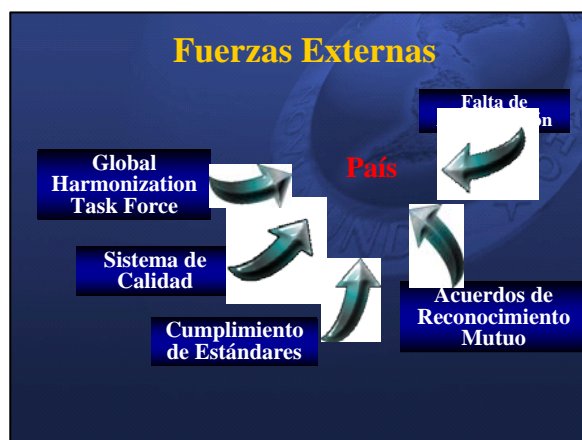 Fuerzas Externas
Falta de
País
Global
Harmonization
Task Force
Sistema de
Calidad
Cumplimiento
de Estándares
Acuerdos de
Reconocimiento
Mutuo